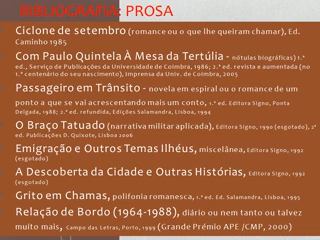 BIBLIOGRAFIA: PROSA
Ciclone de setembro (romance ou o que lhe queiram chamar), Ed.
Caminho 1985
Com Paulo Quintela À Mesa da Tertúlia - nótulas biográficas) 1.ª
ed., Serviço de Publicações da Universidade de Coimbra, 1986; 2.ª ed. revista e aumentada (no
1.º centenário do seu nascimento), Imprensa da Univ. de Coimbra, 2005
Passageiro em Trânsito - novela em espiral ou o romance de um
ponto a que se vai acrescentando mais um conto, 1.ª ed. Editora Signo, Ponta
Delgada, 1988; 2.ª ed. refundida, Edições Salamandra, Lisboa, 1994
O Braço Tatuado (narrativa militar aplicada), Editora Signo, 1990 (esgotado), 2ª
ed. Publicações D. Quixote, Lisboa 2006
Emigração e Outros Temas Ilhéus, miscelânea, Editora Signo, 1992
(esgotado)
A Descoberta da Cidade e Outras Histórias, Editora Signo, 1992
(esgotado)
Grito em Chamas, polifonia romanesca, 1.ª ed. Ed. Salamandra, Lisboa, 1995
Relação de Bordo (1964-1988), diário ou nem tanto ou talvez
muito mais, Campo das Letras, Porto, 1999 (Grande Prémio APE /CMP, 2000)